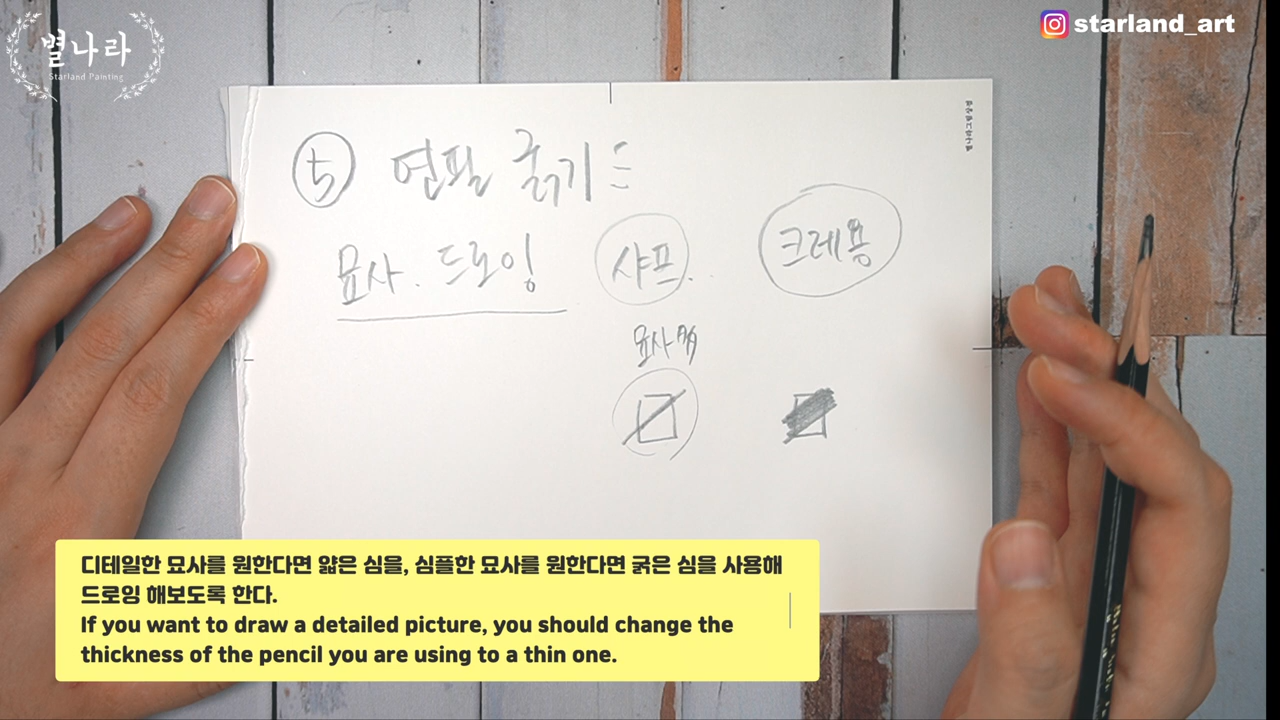 별나라
Starland Painting
starland_art
⑤ 연필 굵기
묘사. 드로잉
샤프..
크레용
묘사多
디테일한 묘사를 원한다면 얇은 심을, 심플한 묘사를 원한다면 굵은 심을 사용해
드로잉 해보도록 한다.
If you want to draw a detailed picture, you should change the
thickness of the pencil you are using to a thin one.